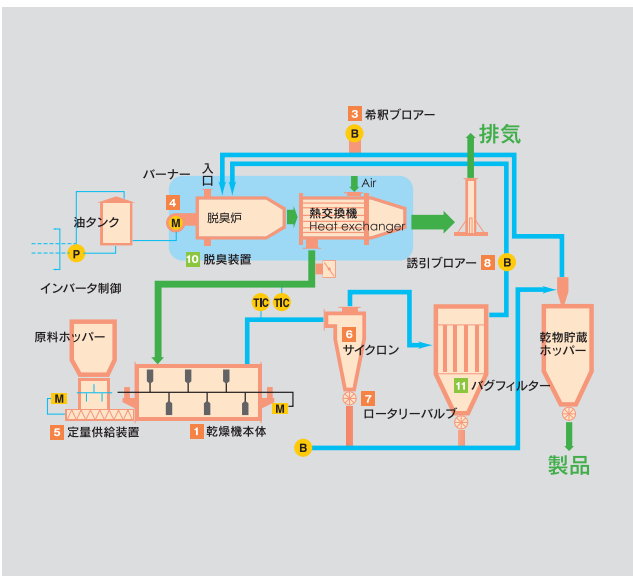 3 希釈ブロアー
B
排気
バーナー
入口
Air
4
M
油タンク
脱臭炉
熱交換機
Heat exchanger
P
10 脱臭装置
誘引ブロアー 8 B
インバータ制御
TIC TIC
原料ホッパー
6
サイクロン
乾物貯蔵
ホッパー
11 バグフィルター
M
M
7
ロータリーバルブ
5 定量供給装置
1 乾燥機本体
B
製品